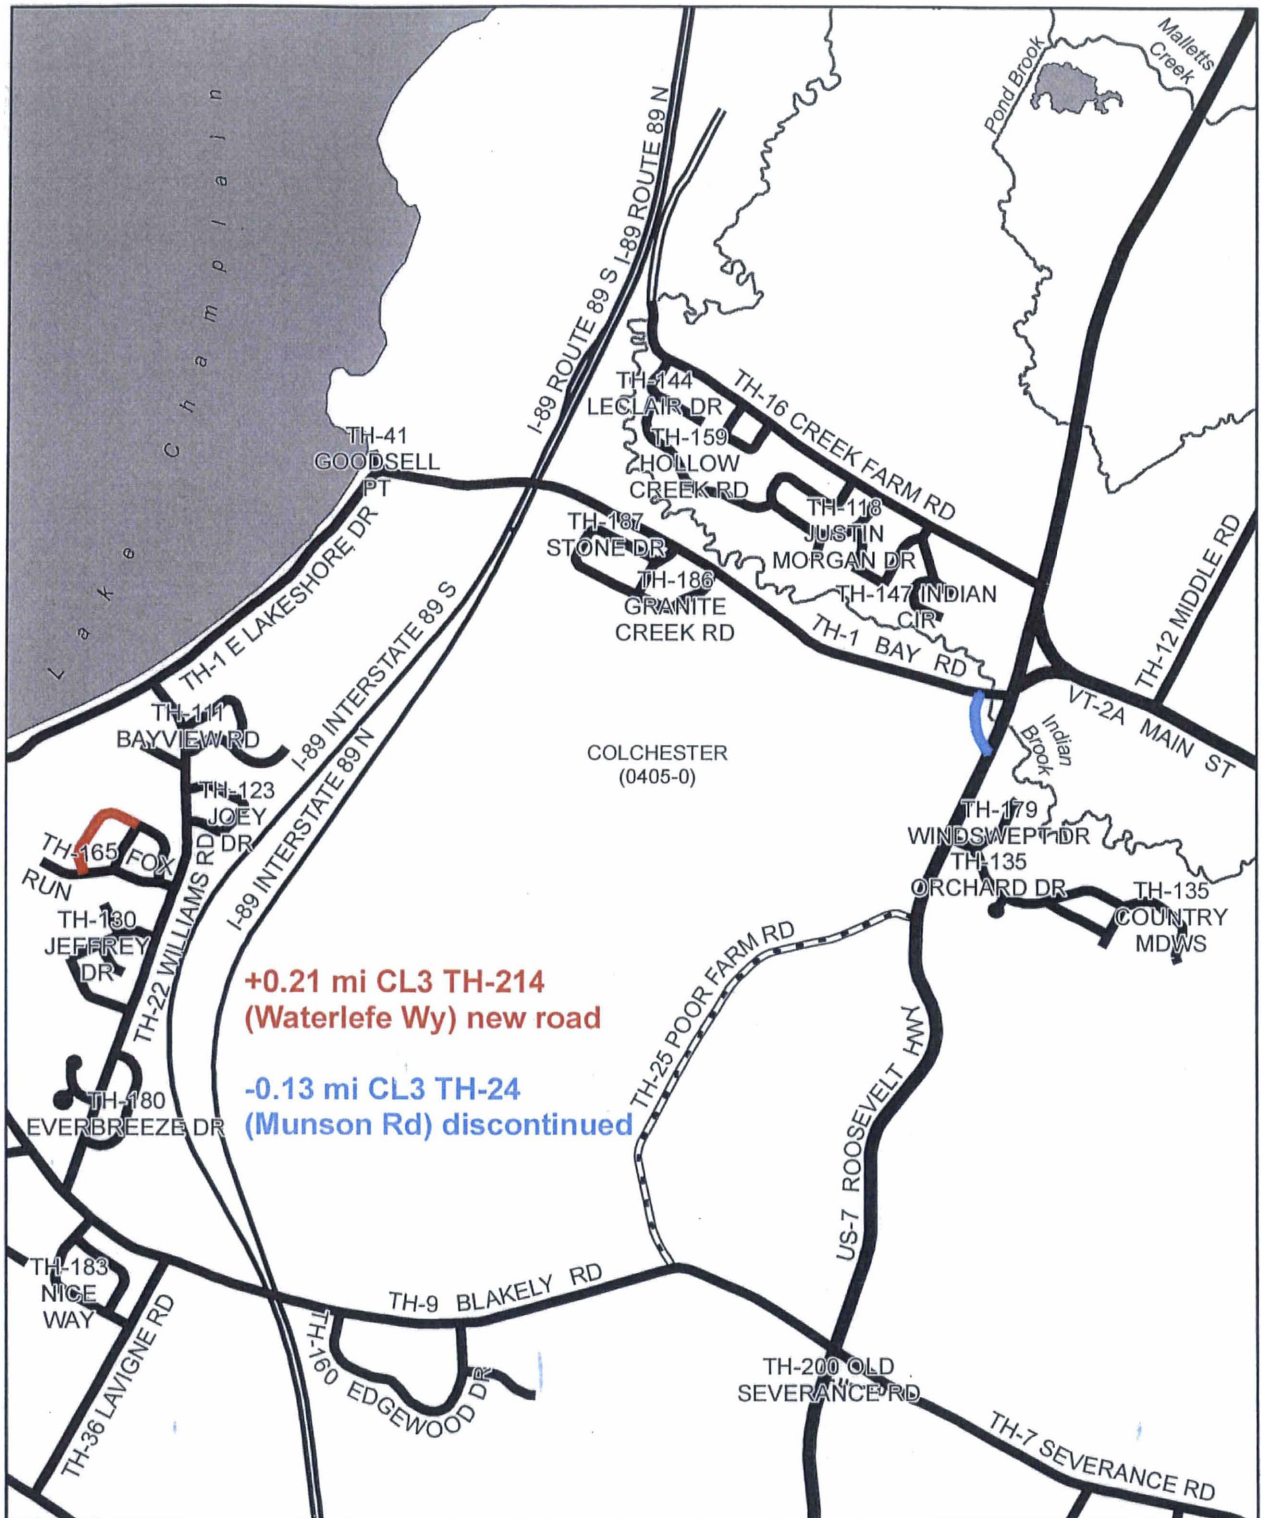 Malletts
Creek
Pond Brook
Lake Champlain
I-89 ROUTE 89 N
I-89 ROUTE 89 S
TH-144
LECLAIR DR
TH-16 CREEK FARM RD
TH-159
HOLLOW
CREEK RD
TH-41
GOODSELL
PT
TH-118
JUSTIN
MORGAN DR
TH-187
STONE DR
TH-186
GRANITE
CREEK RD
TH-147 INDIAN
CIR
TH-12 MIDDLE RD
TH-1 E LAKESHORE DR
TH-1 BAY RD
I-89 INTERSTATE 89 S
I-89 INTERSTATE 89 N
VT-2A MAIN ST
Indian
Brook
TH-111
BAYVIEW RD
COLCHESTER
(0405-0)
TH-123
JOEY
DR
TH-179
WINDSWEPT DR
TH-165 FOX
RUN
TH-135
ORCHARD DR
TH-135
COUNTRY
MDWS
TH-130
JEFFREY
DR
TH-22 WILLIAMS RD
TH-25 POOR FARM RD
+0.21 mi CL3 TH-214
(Waterlefe Wy) new road
-0.13 mi CL3 TH-24
(Munson Rd) discontinued
US-7 ROOSEVELT HWY
TH-180
EVERBREEZE DR
TH-183
NICE
WAY
TH-9 BLAKELY RD
TH-36 LAVIGNE RD
TH-160 EDGEWOOD DR
TH-200 OLD
SEVERANCE RD
TH-7 SEVERANCE RD